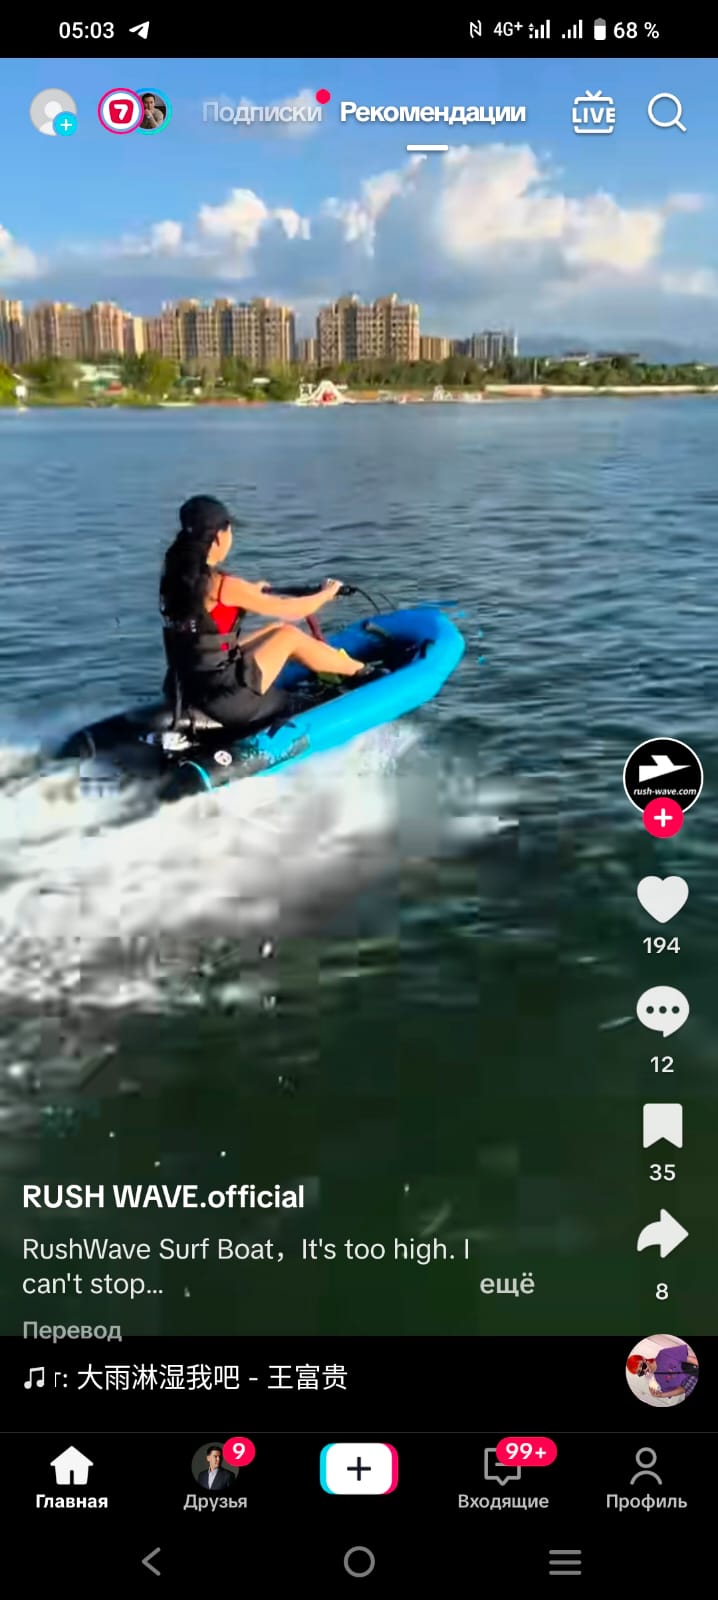 05:03
4G+
68 %
Подписки
Рекомендации
LIVE
rush-wave.com
194
12
35
8
RUSH WAVE.official
RushWave Surf Boat，It's too high. I
can't stop...
ещё
Перевод
: 大雨淋湿我吧 - 王富贵
9
99+
Главная
Друзья
Входящие
Профиль